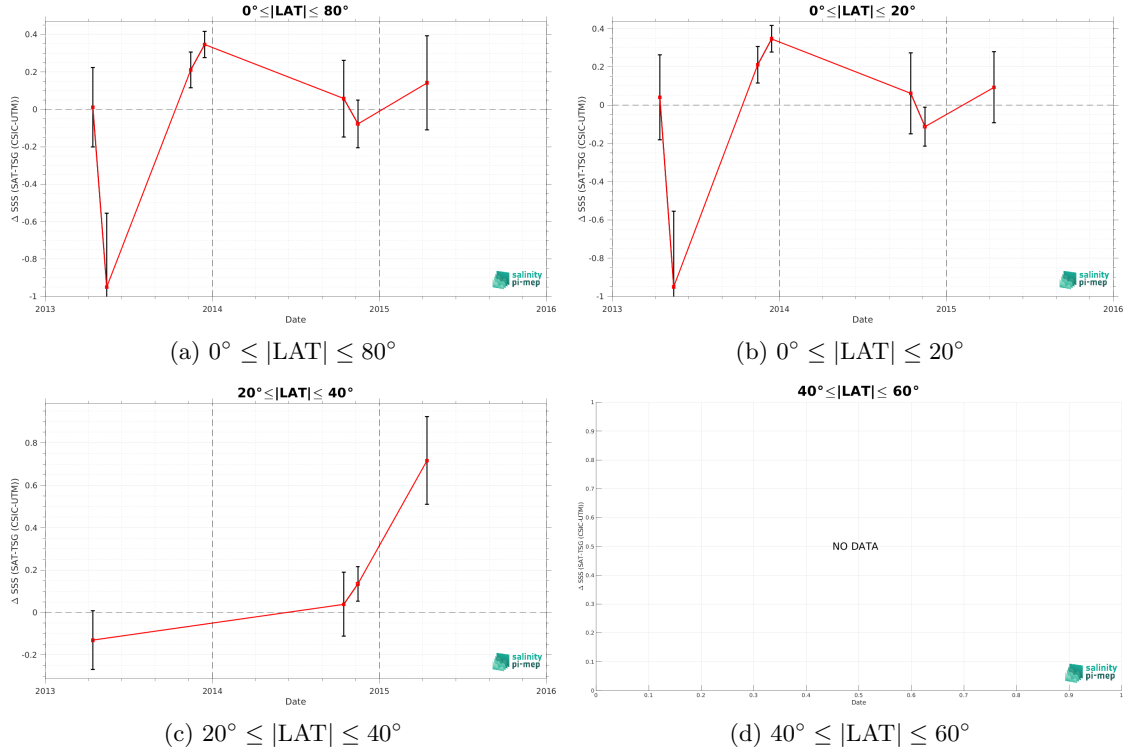 0°≤|LAT|≤ 80°
Δ SSS (SAT-TSG (CSIC-UTM))
0.4
0.2
0
-0.2
-0.4
-0.6
-0.8
-1
2013
2014
2015
2016
Date
salinity
pi-mep
(a) 0° ≤ |LAT| ≤ 80°
0°≤|LAT|≤ 20°
Δ SSS (SAT-TSG (CSIC-UTM))
0.4
0.2
0
-0.2
-0.4
-0.6
-0.8
-1
2013
2014
2015
2016
Date
salinity
pi-mep
(b) 0° ≤ |LAT| ≤ 20°
20°≤|LAT|≤ 40°
Δ SSS (SAT-TSG (CSIC-UTM))
0.8
0.6
0.4
0.2
0
-0.2
2013
2014
2015
2016
Date
salinity
pi-mep
(c) 20° ≤ |LAT| ≤ 40°
40°≤|LAT|≤ 60°
Δ SSS (SAT-TSG (CSIC-UTM))
1
0.9
0.8
0.7
0.6
0.5
0.4
0.3
0.2
0.1
0
NO DATA
0
0.1
0.2
0.3
0.4
0.5
0.6
0.7
0.8
0.9
1
Date
salinity
pi-mep
(d) 40° ≤ |LAT| ≤ 60°